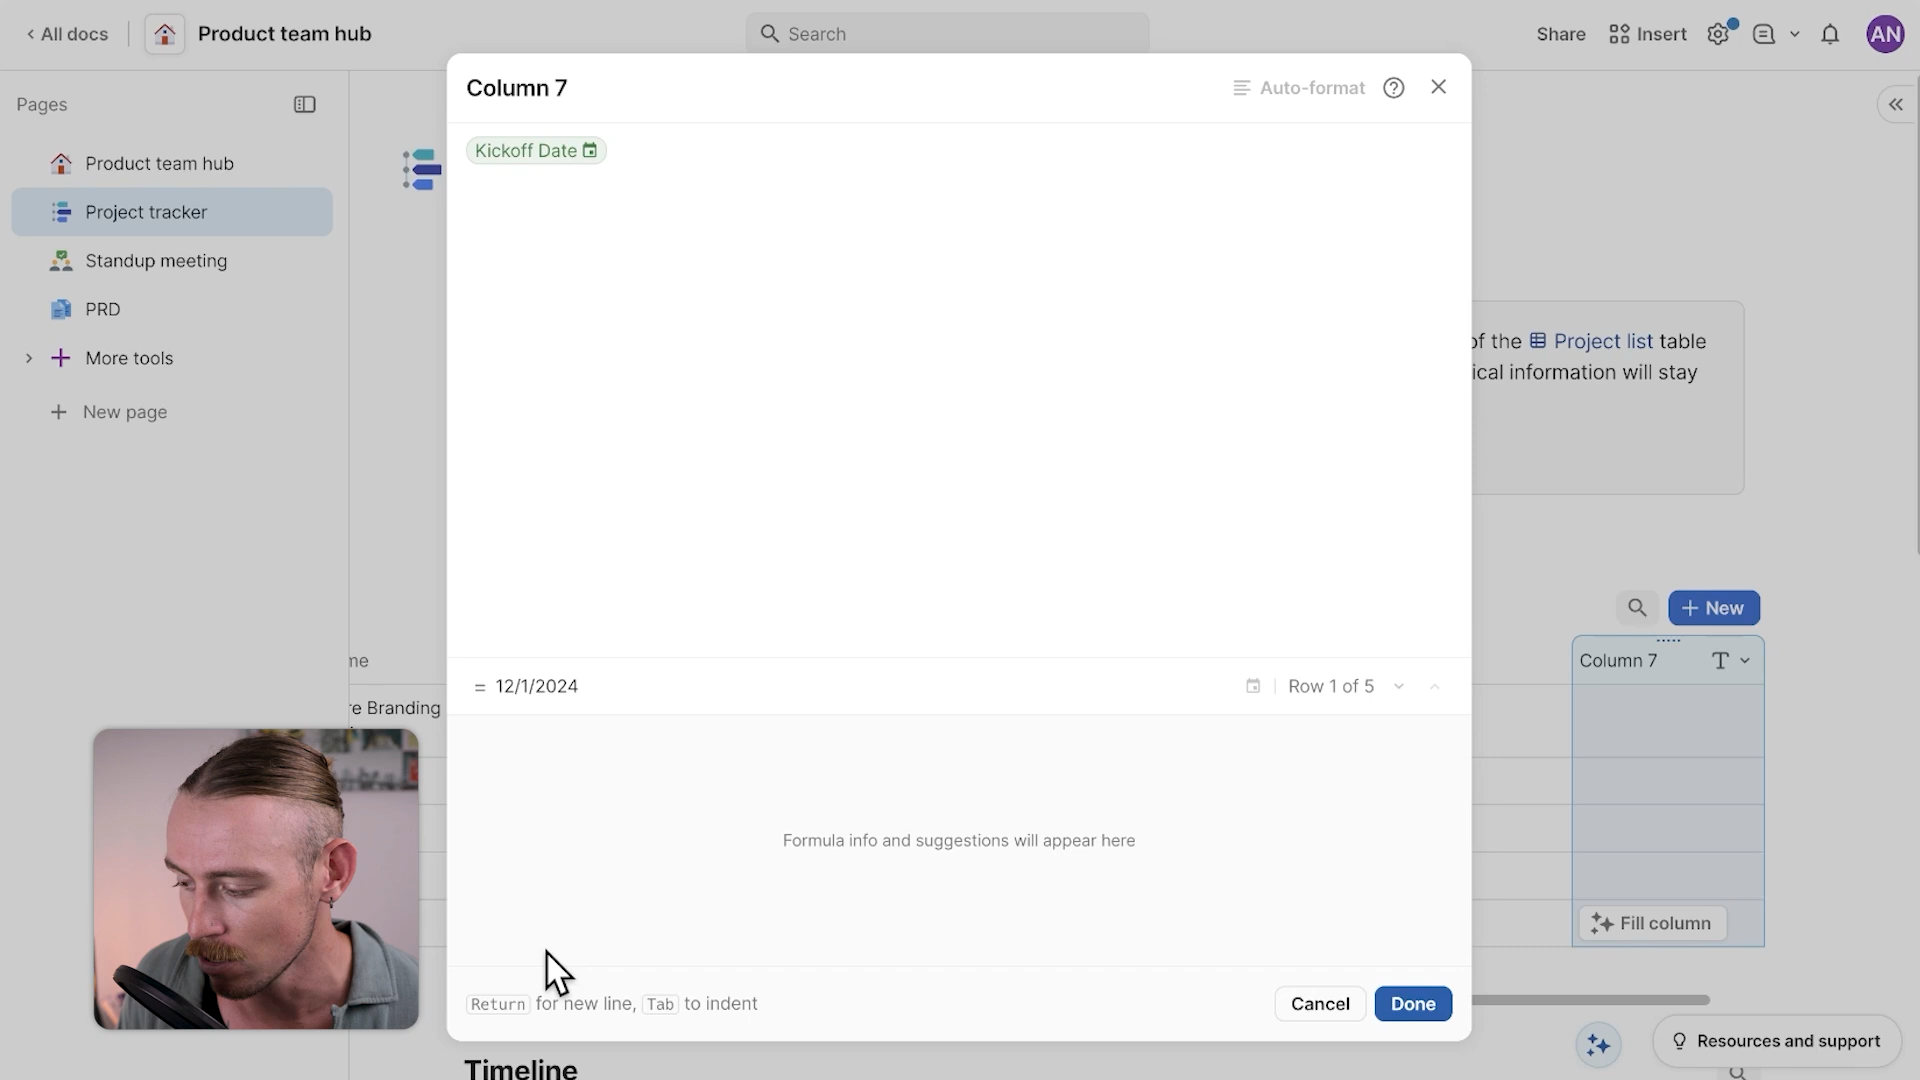 All docs
Product team hub
Search
Share
Insert
AN
Pages
Product team hub
Project tracker
Standup meeting
PRD
More tools
New page
Column 7
Auto-format
Kickoff Date
= 12/1/2024
Row 1 of 5
Formula info and suggestions will appear here
Return for new line, Tab to indent
Cancel
Done
of the Project list table
ical information will stay
New
me
Column 7
re Branding
Fill column
Timeline
Resources and support